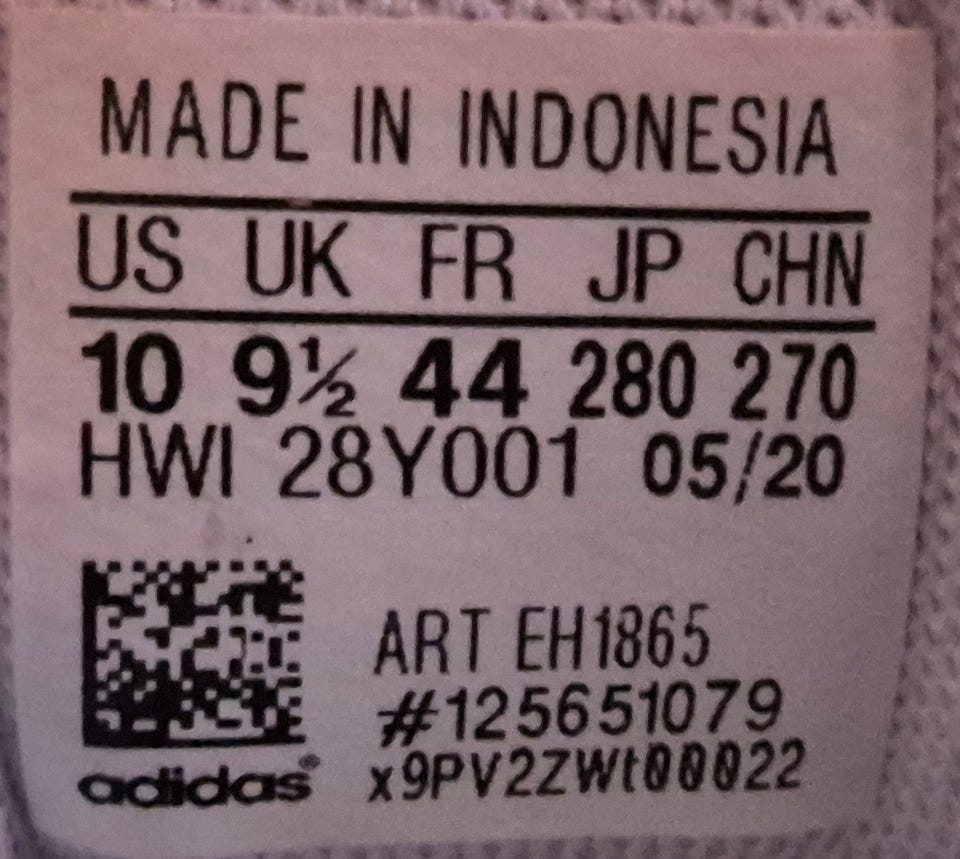 MADE IN INDONESIA
US UK FR JP CHN
10 9½ 44 280 270
HWI 28Y001 05/20
ART EH1865
#125651079
x9PV2ZWt00022
adidas®